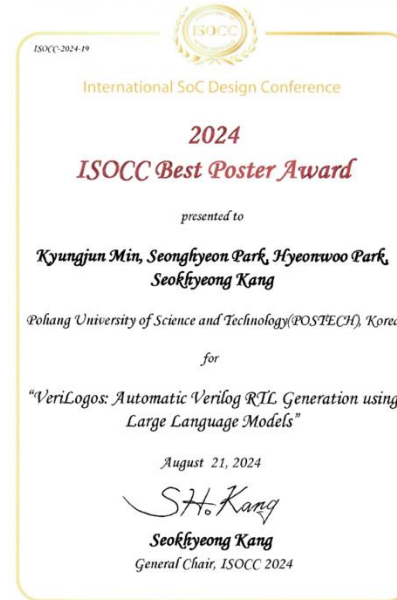 ISOCC
ISOCC-2024-19
International SoC Design Conference
2024
ISOCC Best Poster Award
presented to
Kyungjun Min, Seonghyeon Park, Hyeonwoo Park,
Seokhyeong Kang
Pohang University of Science and Technology(POSTECH), Korea
for
"VeriLogos: Automatic Verilog RTL Generation using
Large Language Models"
August 21, 2024
SH. Kang
Seokhyeong Kang
General Chair, ISOCC 2024